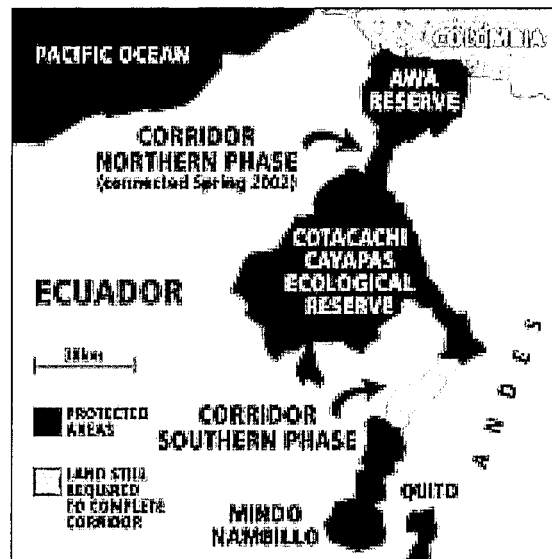 PACIFIC OCEAN
COLOMBIA
AWA
RESERVE
CORRIDOR
NORTHERN PHASE
(connected Spring 2002)
COTACACHI
CAYAPAS
ECOLOGICAL
RESERVE
ECUADOR
ANDES
CORRIDOR
SOUTHERN PHASE
PROTECTED
AREAS
LAND STILL
REQUIRED
TO COMPLETE
CORRIDOR
QUITO
MINDO
NAMBILLO